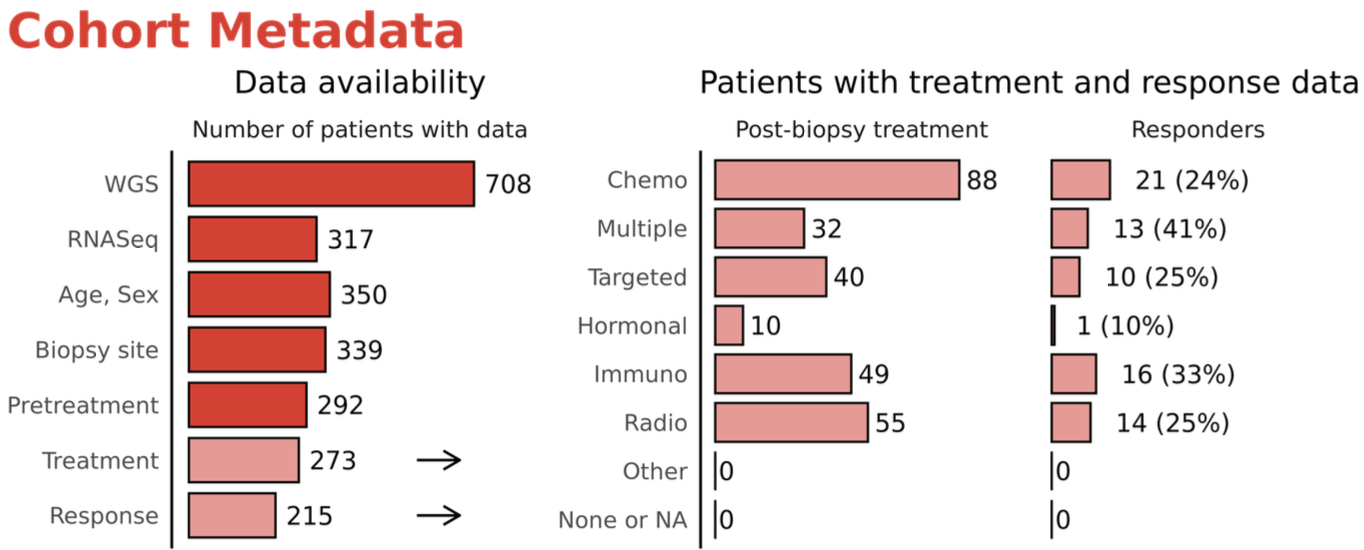 Cohort Metadata
Data availability
Number of patients with data
WGS 708
RNASeq 317
Age, Sex 350
Biopsy site 339
Pretreatment 292
Treatment 273 →
Response 215 →
Patients with treatment and response data
Post-biopsy treatment Responders
Chemo 88 21 (24%)
Multiple 32 13 (41%)
Targeted 40 10 (25%)
Hormonal 10 1 (10%)
Immuno 49 16 (33%)
Radio 55 14 (25%)
Other 0 0
None or NA 0 0